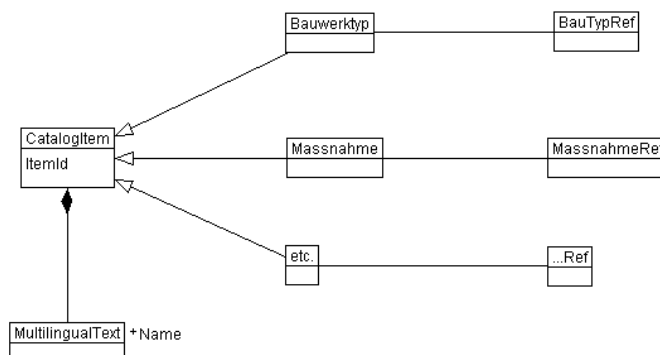 Bauwerktyp
BauTypRef
CatalogItem
ItemId
Massnahme
MassnahmeRef
etc.
...Ref
MultilingualText
+Name